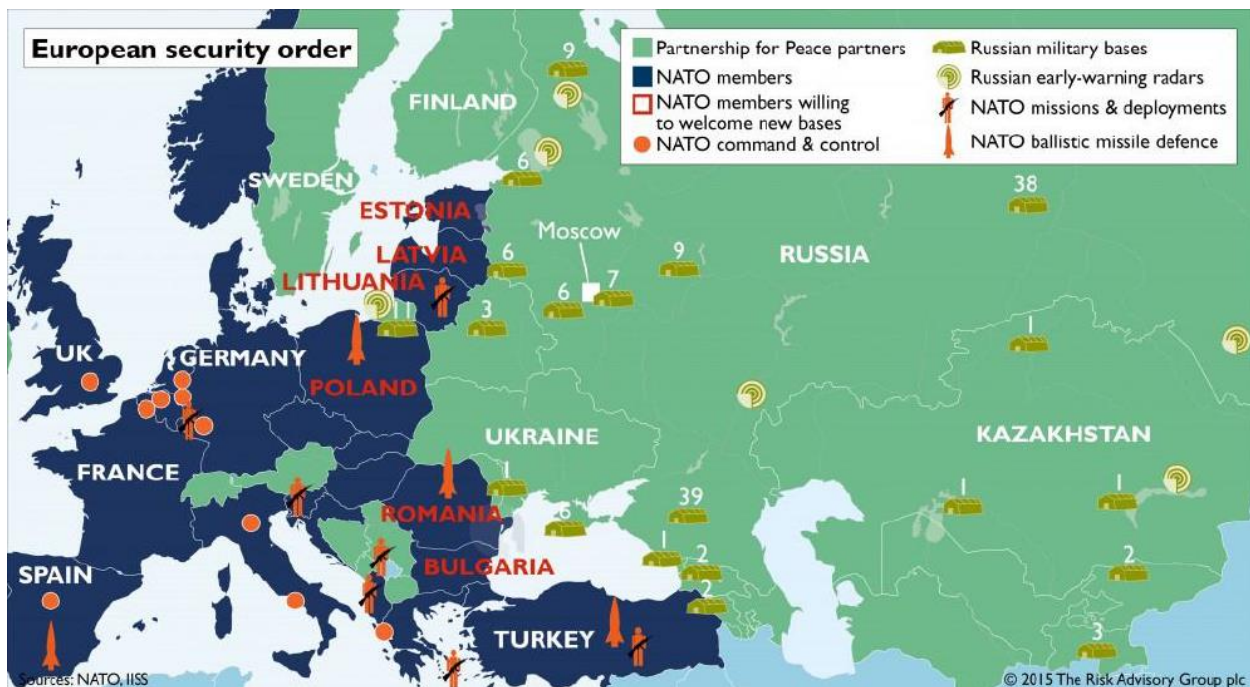 European security order
Partnership for Peace partners
NATO members
NATO members willing
to welcome new bases
NATO command & control
Russian military bases
Russian early-warning radars
NATO missions & deployments
NATO ballistic missile defence
9
FINLAND
6
SWEDEN
38
ESTONIA
Moscow
LATVIA
6
9
RUSSIA
LITHUANIA
11
3
6
7
UK
GERMANY
1
POLAND
UKRAINE
KAZAKHSTAN
FRANCE
1
39
1
1
ROMANIA
6
1
2
BULGARIA
2
SPAIN
2
TURKEY
3
Sources: NATO, IISS
© 2015 The Risk Advisory Group plc